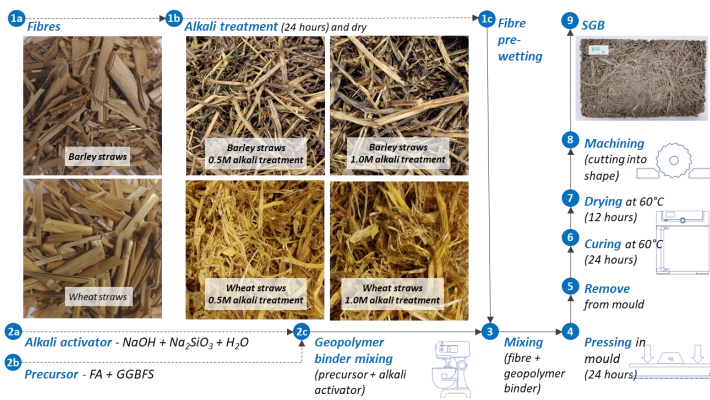 1a Fibres
1b Alkali treatment (24 hours) and dry
1c Fibre
pre-
wetting
9 SGB
Barley straws
Barley straws
0.5M alkali treatment
Barley straws
1.0M alkali treatment
Wheat straws
Wheat straws
0.5M alkali treatment
Wheat straws
1.0M alkali treatment
8 Machining
(cutting into
shape)
7 Drying at 60°C
(12 hours)
6 Curing at 60°C
(24 hours)
5 Remove
from mould
2a
Alkali activator - NaOH + Na₂SiO₃ + H₂O
2b
Precursor - FA + GGBFS
2c
Geopolymer
binder mixing
(precursor + alkali
activator)
3
Mixing
(fibre +
geopolymer
binder)
4
Pressing in
mould
(24 hours)
kg